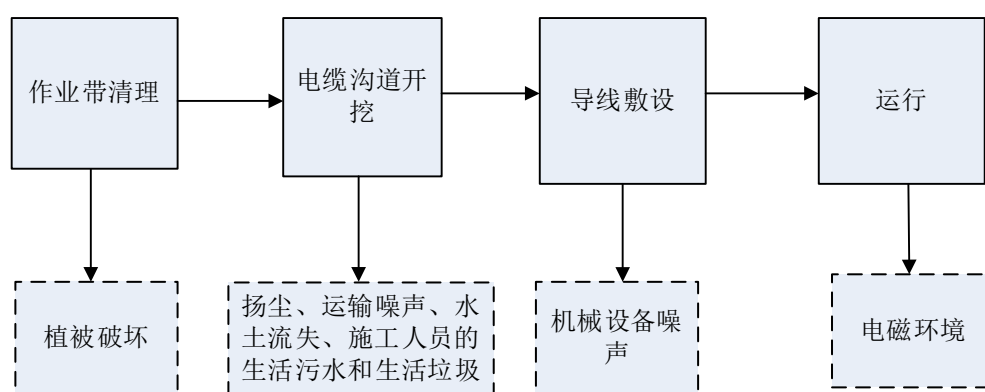 作业带清理
电缆沟道开
挖
导线敷设
运行
植被破坏
扬尘、运输噪声、水
土流失、施工人员的
生活污水和生活垃圾
机械设备噪
声
电磁环境